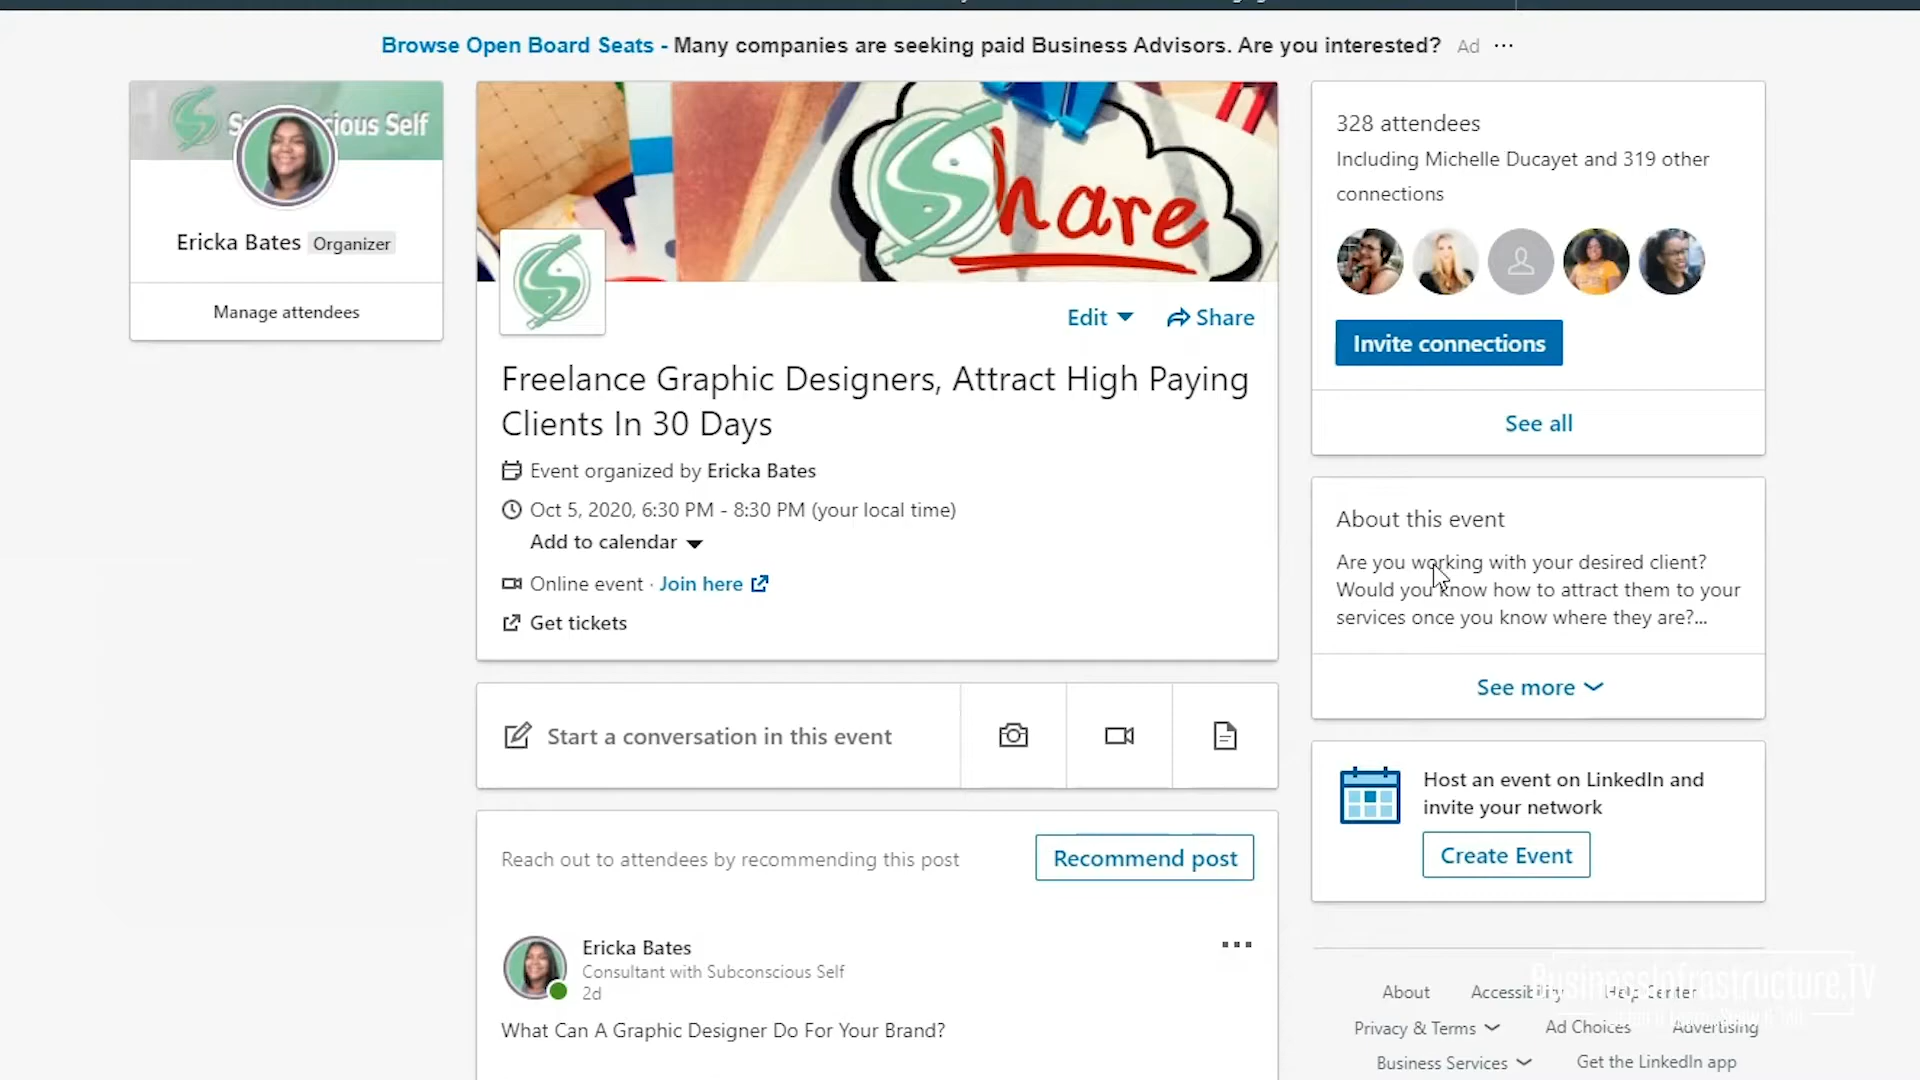 Browse Open Board Seats - Many companies are seeking paid Business Advisors. Are you interested? Ad ...
Ericka Bates Organizer
Manage attendees
Share
Edit Share
Freelance Graphic Designers, Attract High Paying
Clients In 30 Days
Event organized by Ericka Bates
Oct 5, 2020, 6:30 PM - 8:30 PM (your local time)
Add to calendar
Online event · Join here
Get tickets
Start a conversation in this event
Reach out to attendees by recommending this post
Recommend post
Ericka Bates
Consultant with Subconscious Self
2d
What Can A Graphic Designer Do For Your Brand?
328 attendees
Including Michelle Ducayet and 319 other
connections
Invite connections
See all
About this event
Are you working with your desired client?
Would you know how to attract them to your
services once you know where they are?...
See more
Host an event on LinkedIn and
invite your network
Create Event
About Accessibility Help Center
Privacy & Terms Ad Choices Advertising
Business Services Get the LinkedIn app
BusinessInfrastructure.TV